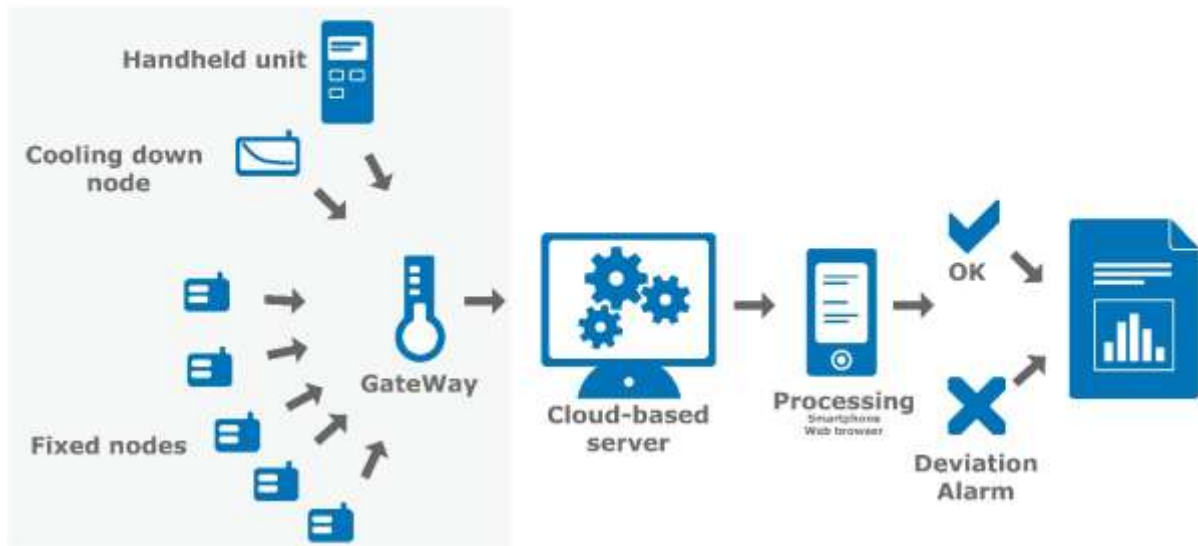 Handheld unit
Cooling down
node
Fixed nodes
GateWay
Cloud-based
server
Processing
Smartphone
Web browser
OK
Deviation
Alarm